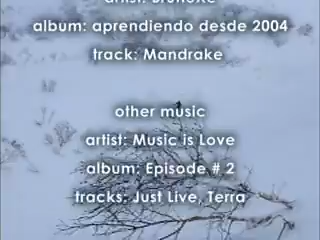 artist: BrunoXe
album: aprendiendo desde 2004
track: Mandrake
other music
artist: Music is Love
album: Episode # 2
tracks: Just Live, Terra